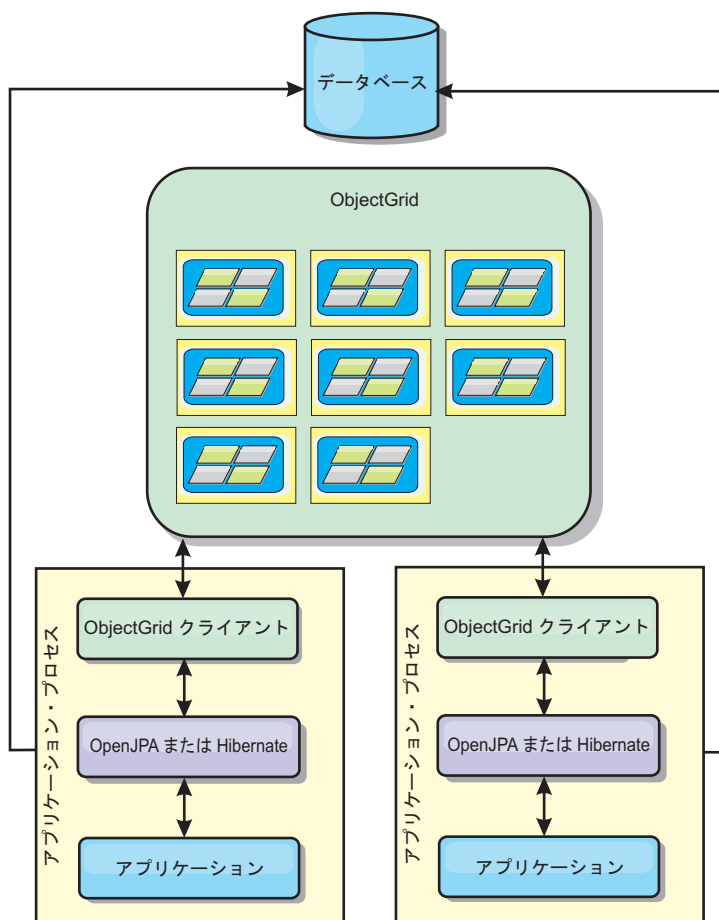 データベース
ObjectGrid
アプリケーション・プロセス
ObjectGrid クライアント
OpenJPA または Hibernate
アプリケーション
アプリケーション・プロセス
ObjectGrid クライアント
OpenJPA または Hibernate
アプリケーション